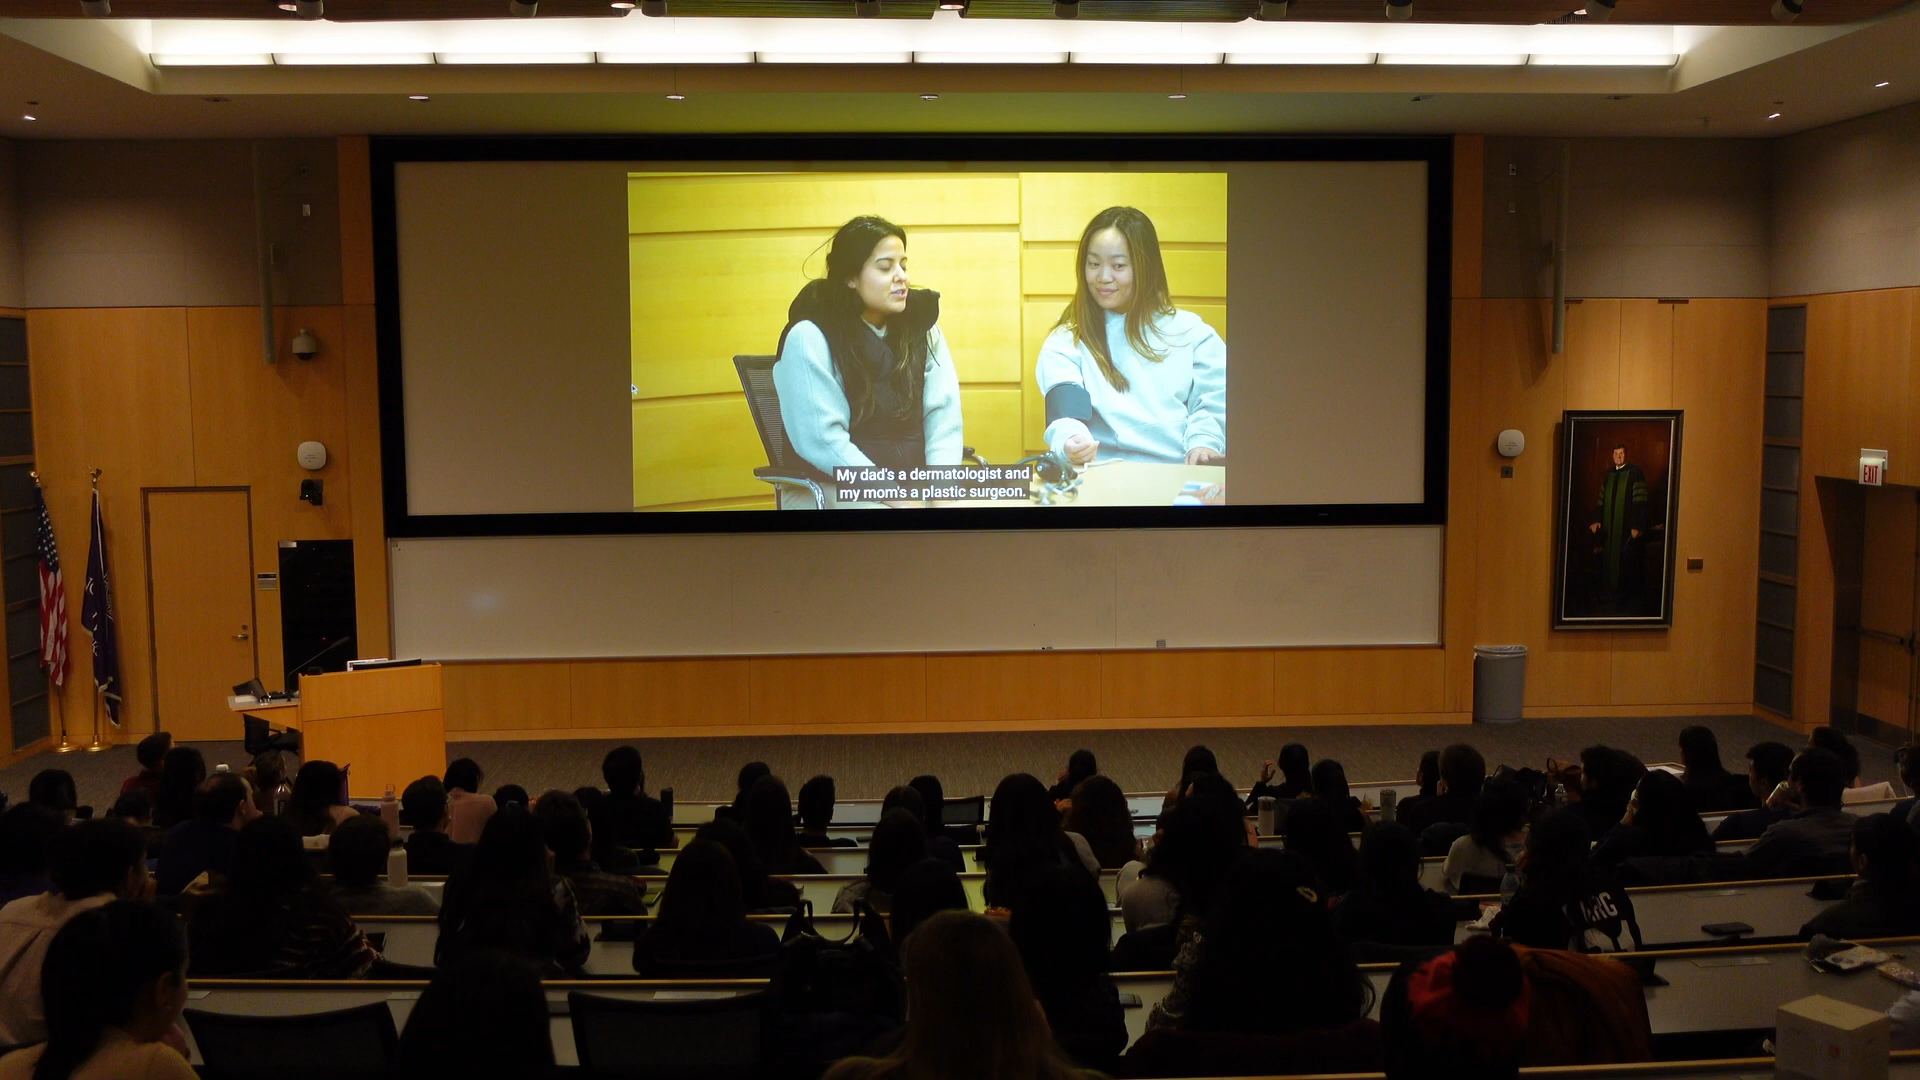 My dad's a dermatologist and
my mom's a plastic surgeon.
EXIT